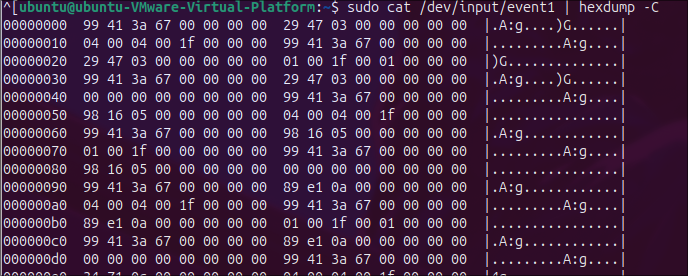 ^[ubuntu@ubuntu-VMware-Virtual-Platform:~$ sudo cat /dev/input/event1 | hexdump -C
00000000  99 41 3a 67 00 00 00 00  29 47 03 00 00 00 00 00  |.A:g....)G......|
00000010  04 00 04 00 1f 00 00 00  99 41 3a 67 00 00 00 00  |.........A:g....|
00000020  29 47 03 00 00 00 00 00  01 00 1f 00 01 00 00 00  |)G..............|
00000030  99 41 3a 67 00 00 00 00  29 47 03 00 00 00 00 00  |.A:g....)G......|
00000040  00 00 00 00 00 00 00 00  99 41 3a 67 00 00 00 00  |.........A:g....|
00000050  98 16 05 00 00 00 00 00  04 00 04 00 1f 00 00 00  |................|
00000060  99 41 3a 67 00 00 00 00  98 16 05 00 00 00 00 00  |.A:g............|
00000070  01 00 1f 00 00 00 00 00  99 41 3a 67 00 00 00 00  |.........A:g....|
00000080  98 16 05 00 00 00 00 00  00 00 00 00 00 00 00 00  |................|
00000090  99 41 3a 67 00 00 00 00  89 e1 0a 00 00 00 00 00  |.A:g............|
000000a0  04 00 04 00 1f 00 00 00  99 41 3a 67 00 00 00 00  |.........A:g....|
000000b0  89 e1 0a 00 00 00 00 00  01 00 1f 00 01 00 00 00  |................|
000000c0  99 41 3a 67 00 00 00 00  89 e1 0a 00 00 00 00 00  |.A:g............|
000000d0  00 00 00 00 00 00 00 00  99 41 3a 67 00 00 00 00  |.........A:g....|